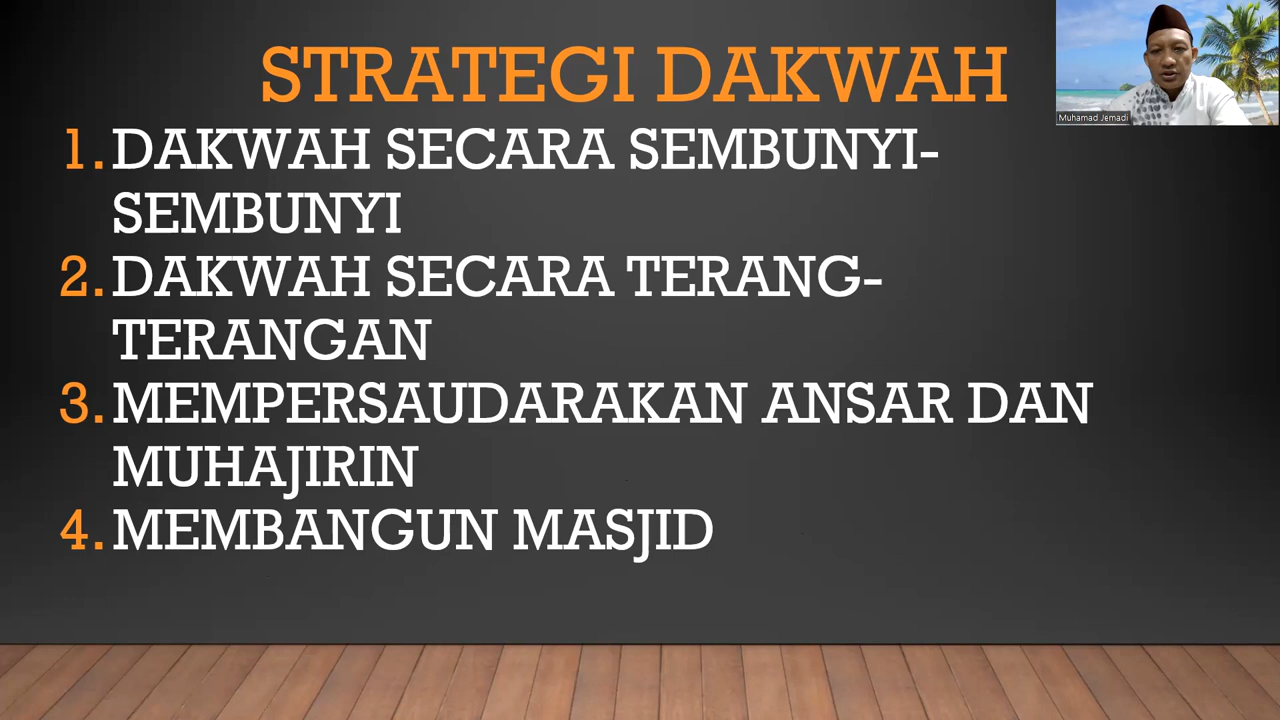 STRATEGI DAKWAH
1. DAKWAH SECARA SEMBUNYI-
SEMBUNYI
2. DAKWAH SECARA TERANG-
TERANGAN
3. MEMPERSAUDARAKAN ANSAR DAN
MUHAJIRIN
4. MEMBANGUN MASJID
Muhamad Jemadi